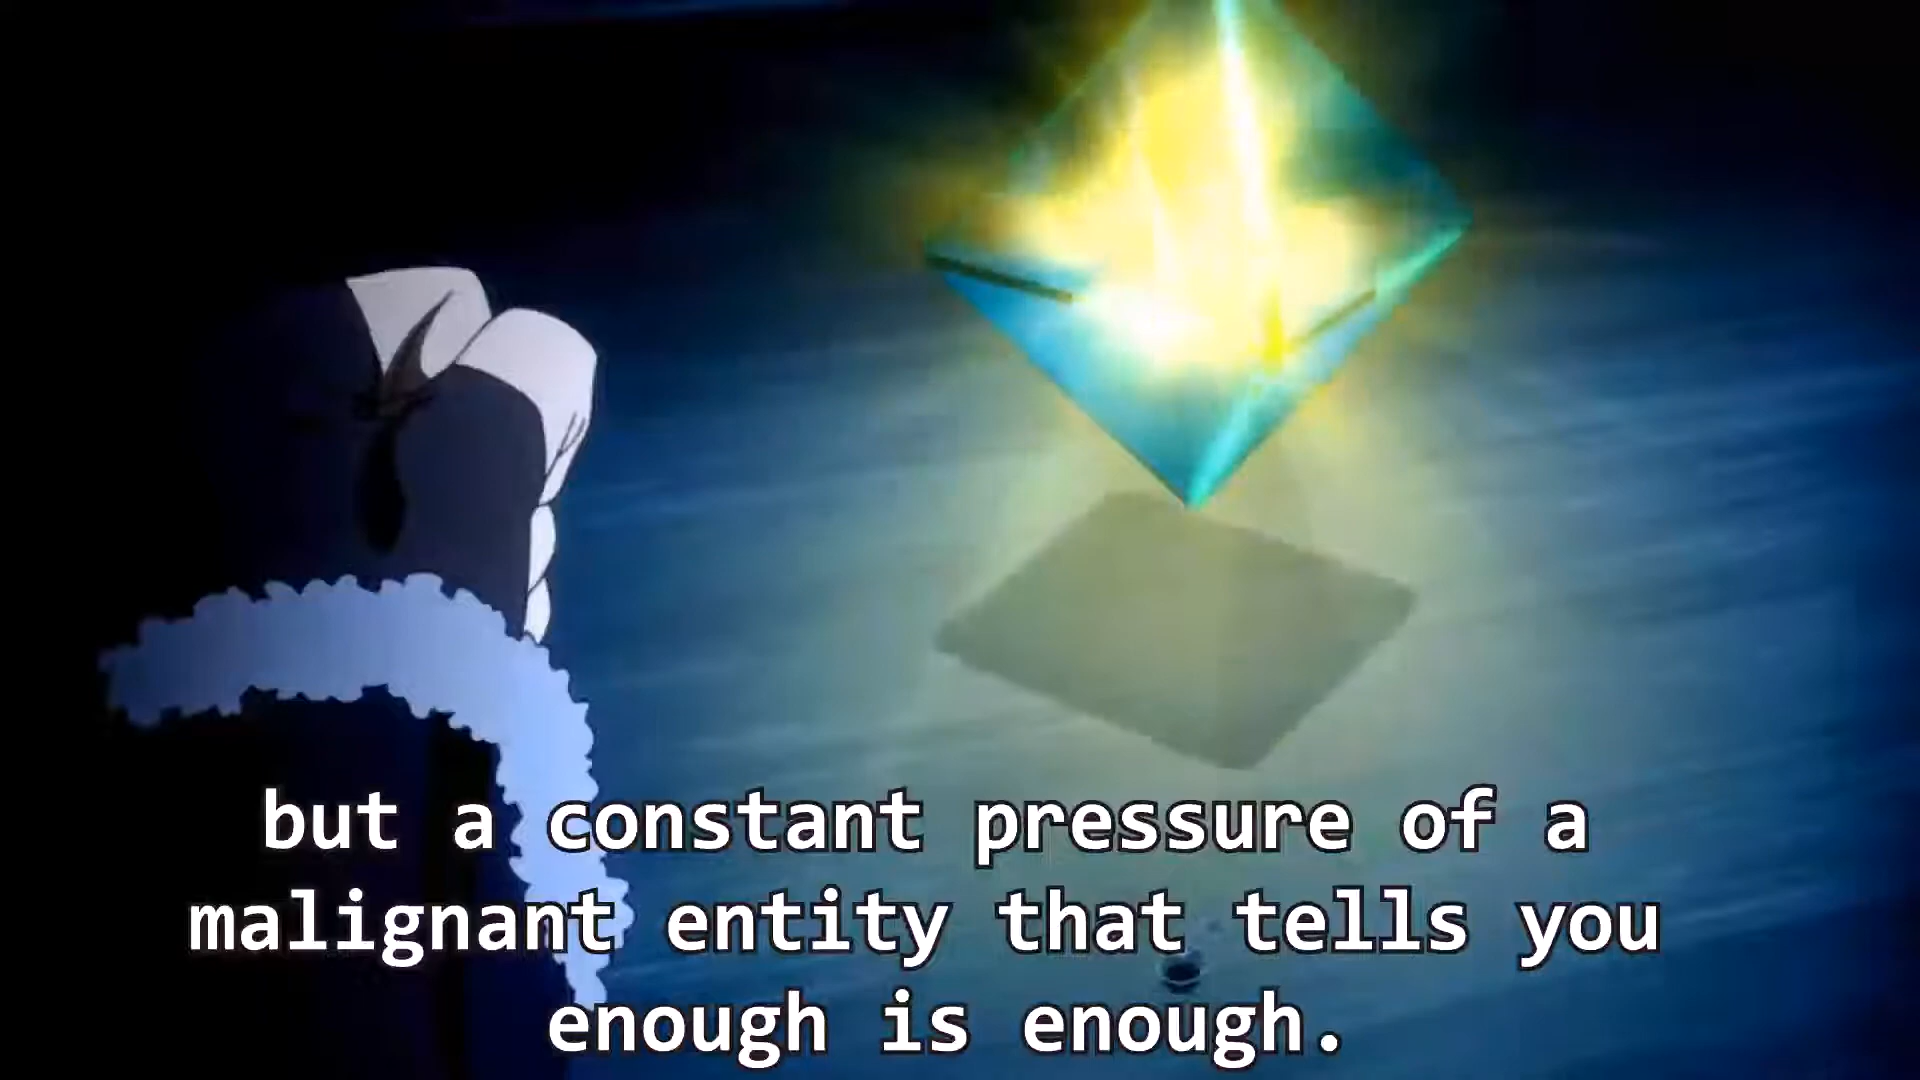 but a constant pressure of a
malignant entity that tells you
enough is enough.